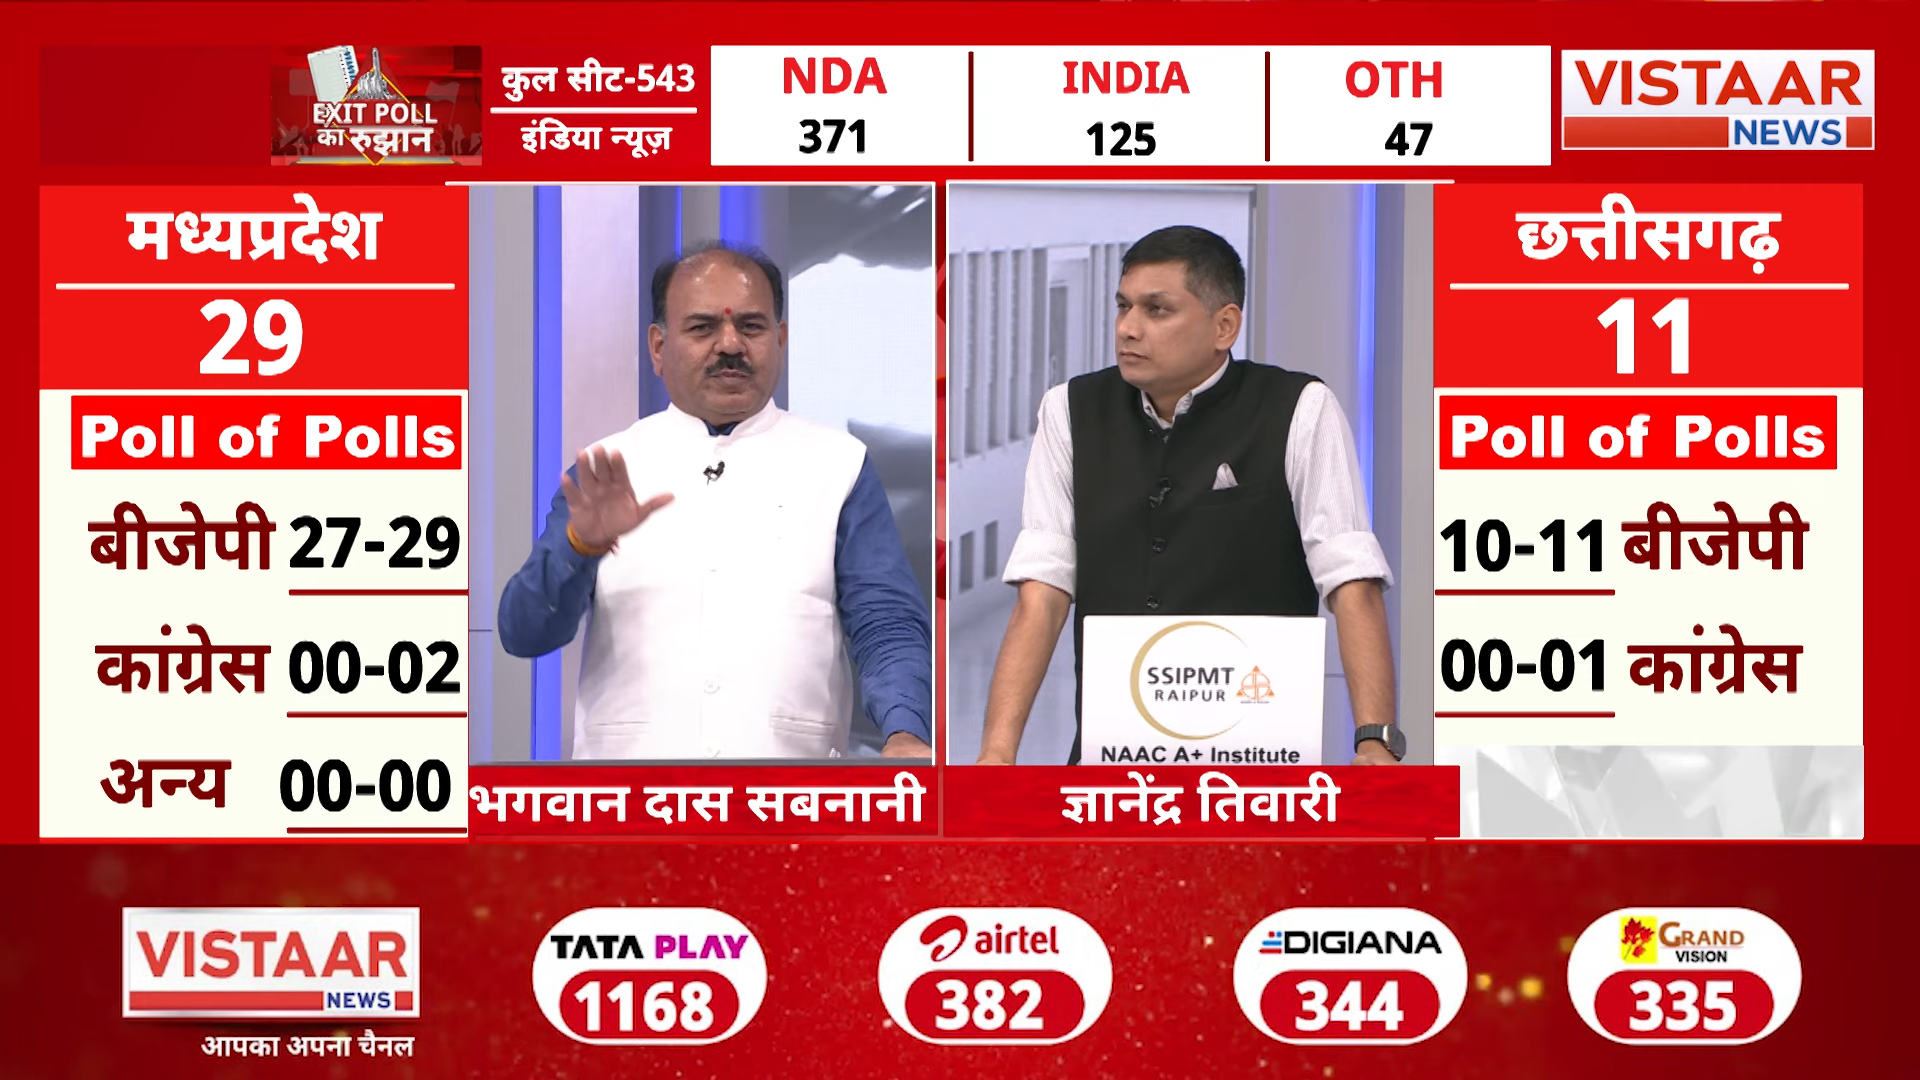 EXIT POLL
का रुझान
कुल सीट-543
इंडिया न्यूज़
NDA
371
INDIA
125
OTH
47
VISTAAR
NEWS
मध्यप्रदेश
29
Poll of Polls
बीजेपी 27-29
कांग्रेस 00-02
अन्य 00-00
छत्तीसगढ़
11
Poll of Polls
10-11 बीजेपी
00-01 कांग्रेस
SSIPMT
RAIPUR
NAAC A+ Institute
भगवान दास सबनानी
ज्ञानेंद्र तिवारी
VISTAAR
NEWS
आपका अपना चैनल
TATA PLAY
1168
airtel
382
DIGIANA
344
GRAND
VISION
335